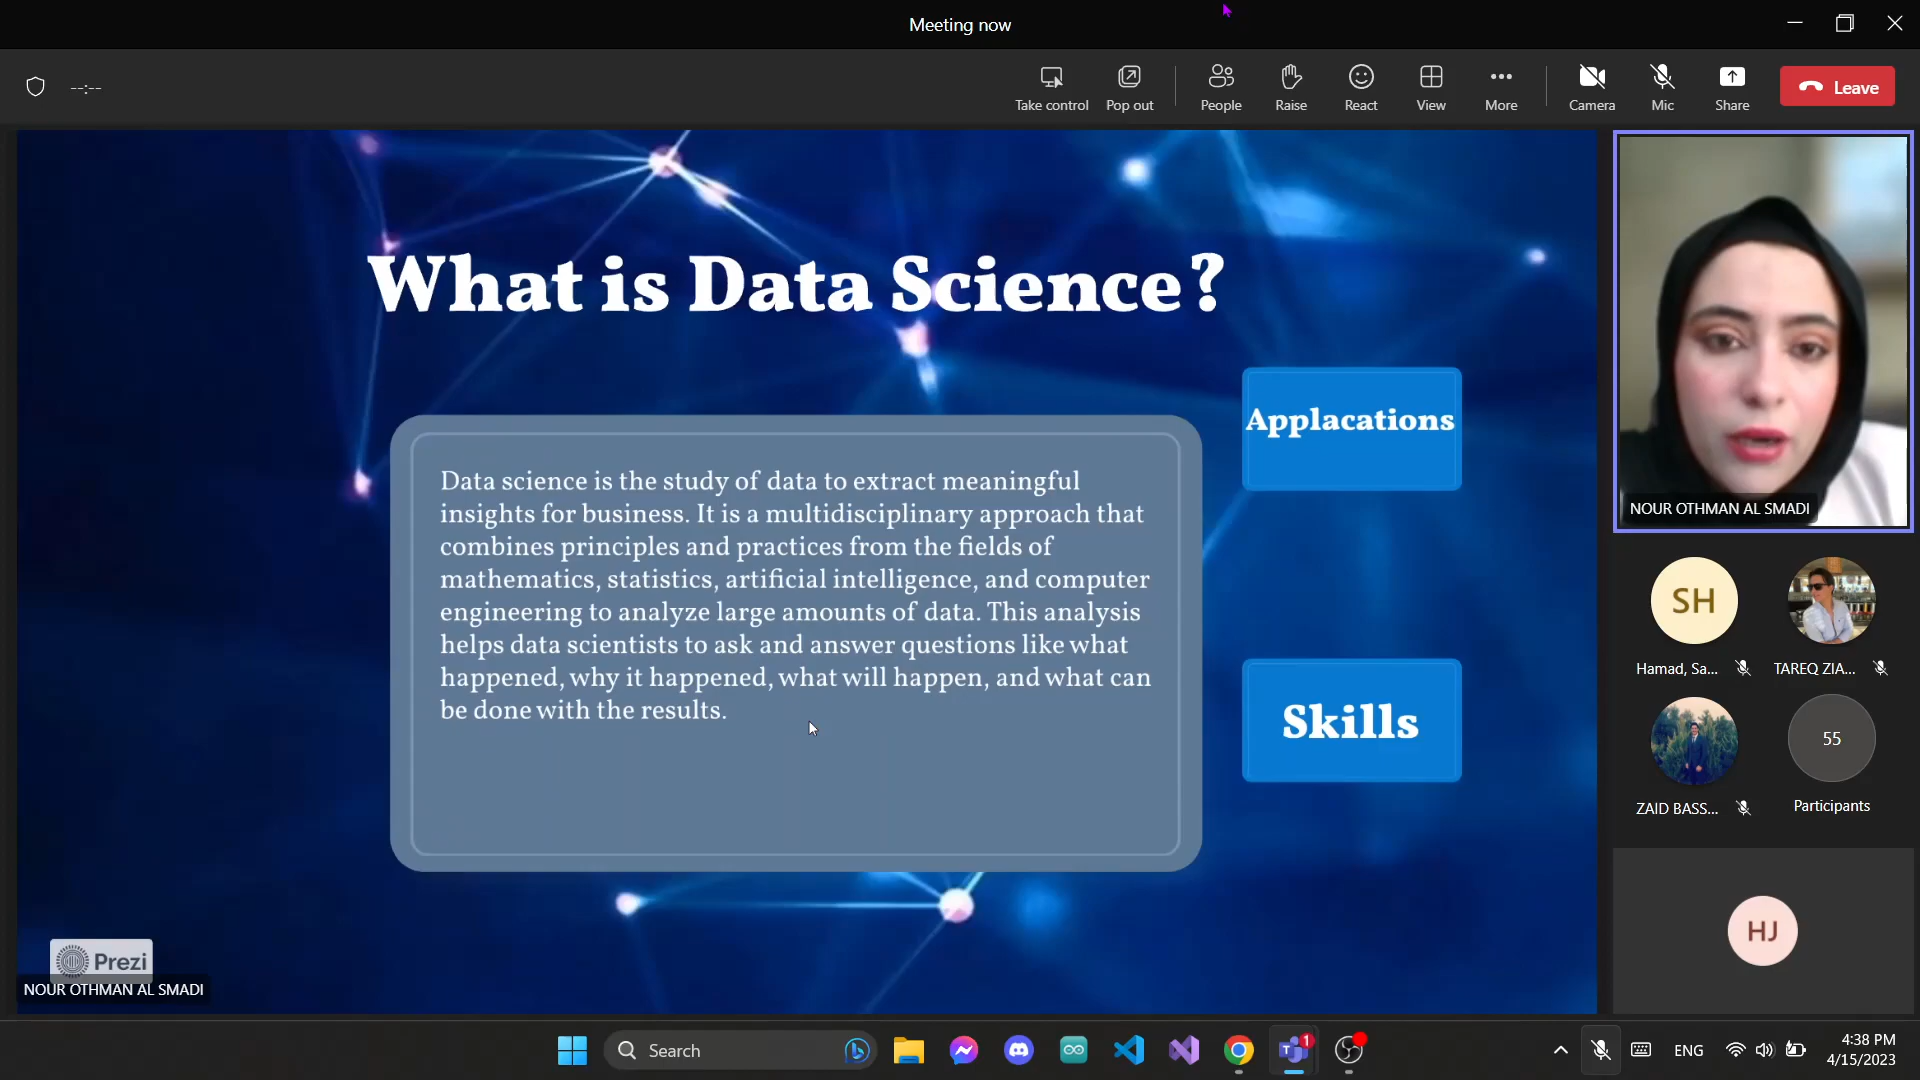 Meeting now
--:--
Take control
Pop out
People
Raise
React
View
More
Camera
Mic
Share
Leave
What is Data Science?
Applacations
Data science is the study of data to extract meaningful
insights for business. It is a multidisciplinary approach that
combines principles and practices from the fields of
mathematics, statistics, artificial intelligence, and computer
engineering to analyze large amounts of data. This analysis
helps data scientists to ask and answer questions like what
happened, why it happened, what will happen, and what can
be done with the results.
Skills
Prezi
NOUR OTHMAN AL SMADI
NOUR OTHMAN AL SMADI
SH
Hamad, Sa...
TAREQ ZIA...
ZAID BASS...
55
Participants
HJ
Search
1
ENG
4:38 PM
4/15/2023